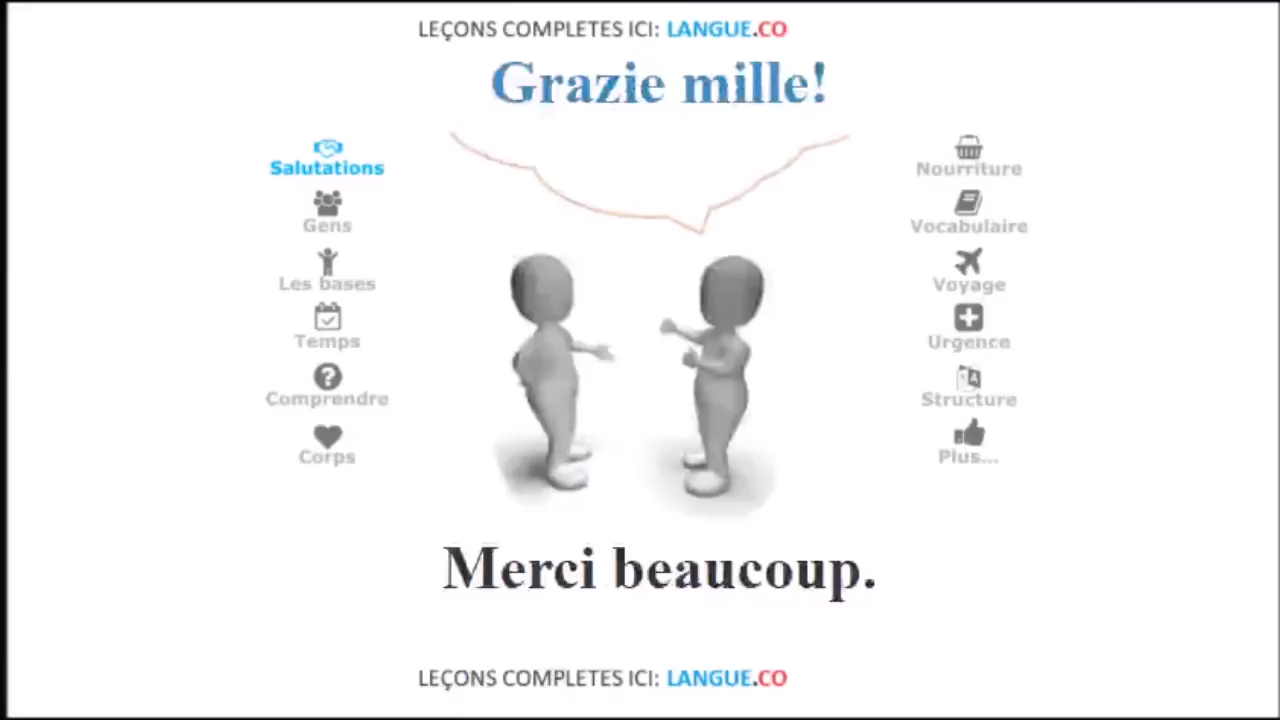 LEÇONS COMPLETES ICI: LANGUE.CO
Grazie mille!
Salutations
Gens
Les bases
Temps
Comprendre
Corps
Nourriture
Vocabulaire
Voyage
Urgence
Structure
Plus...
Merci beaucoup.
LEÇONS COMPLETES ICI: LANGUE.CO